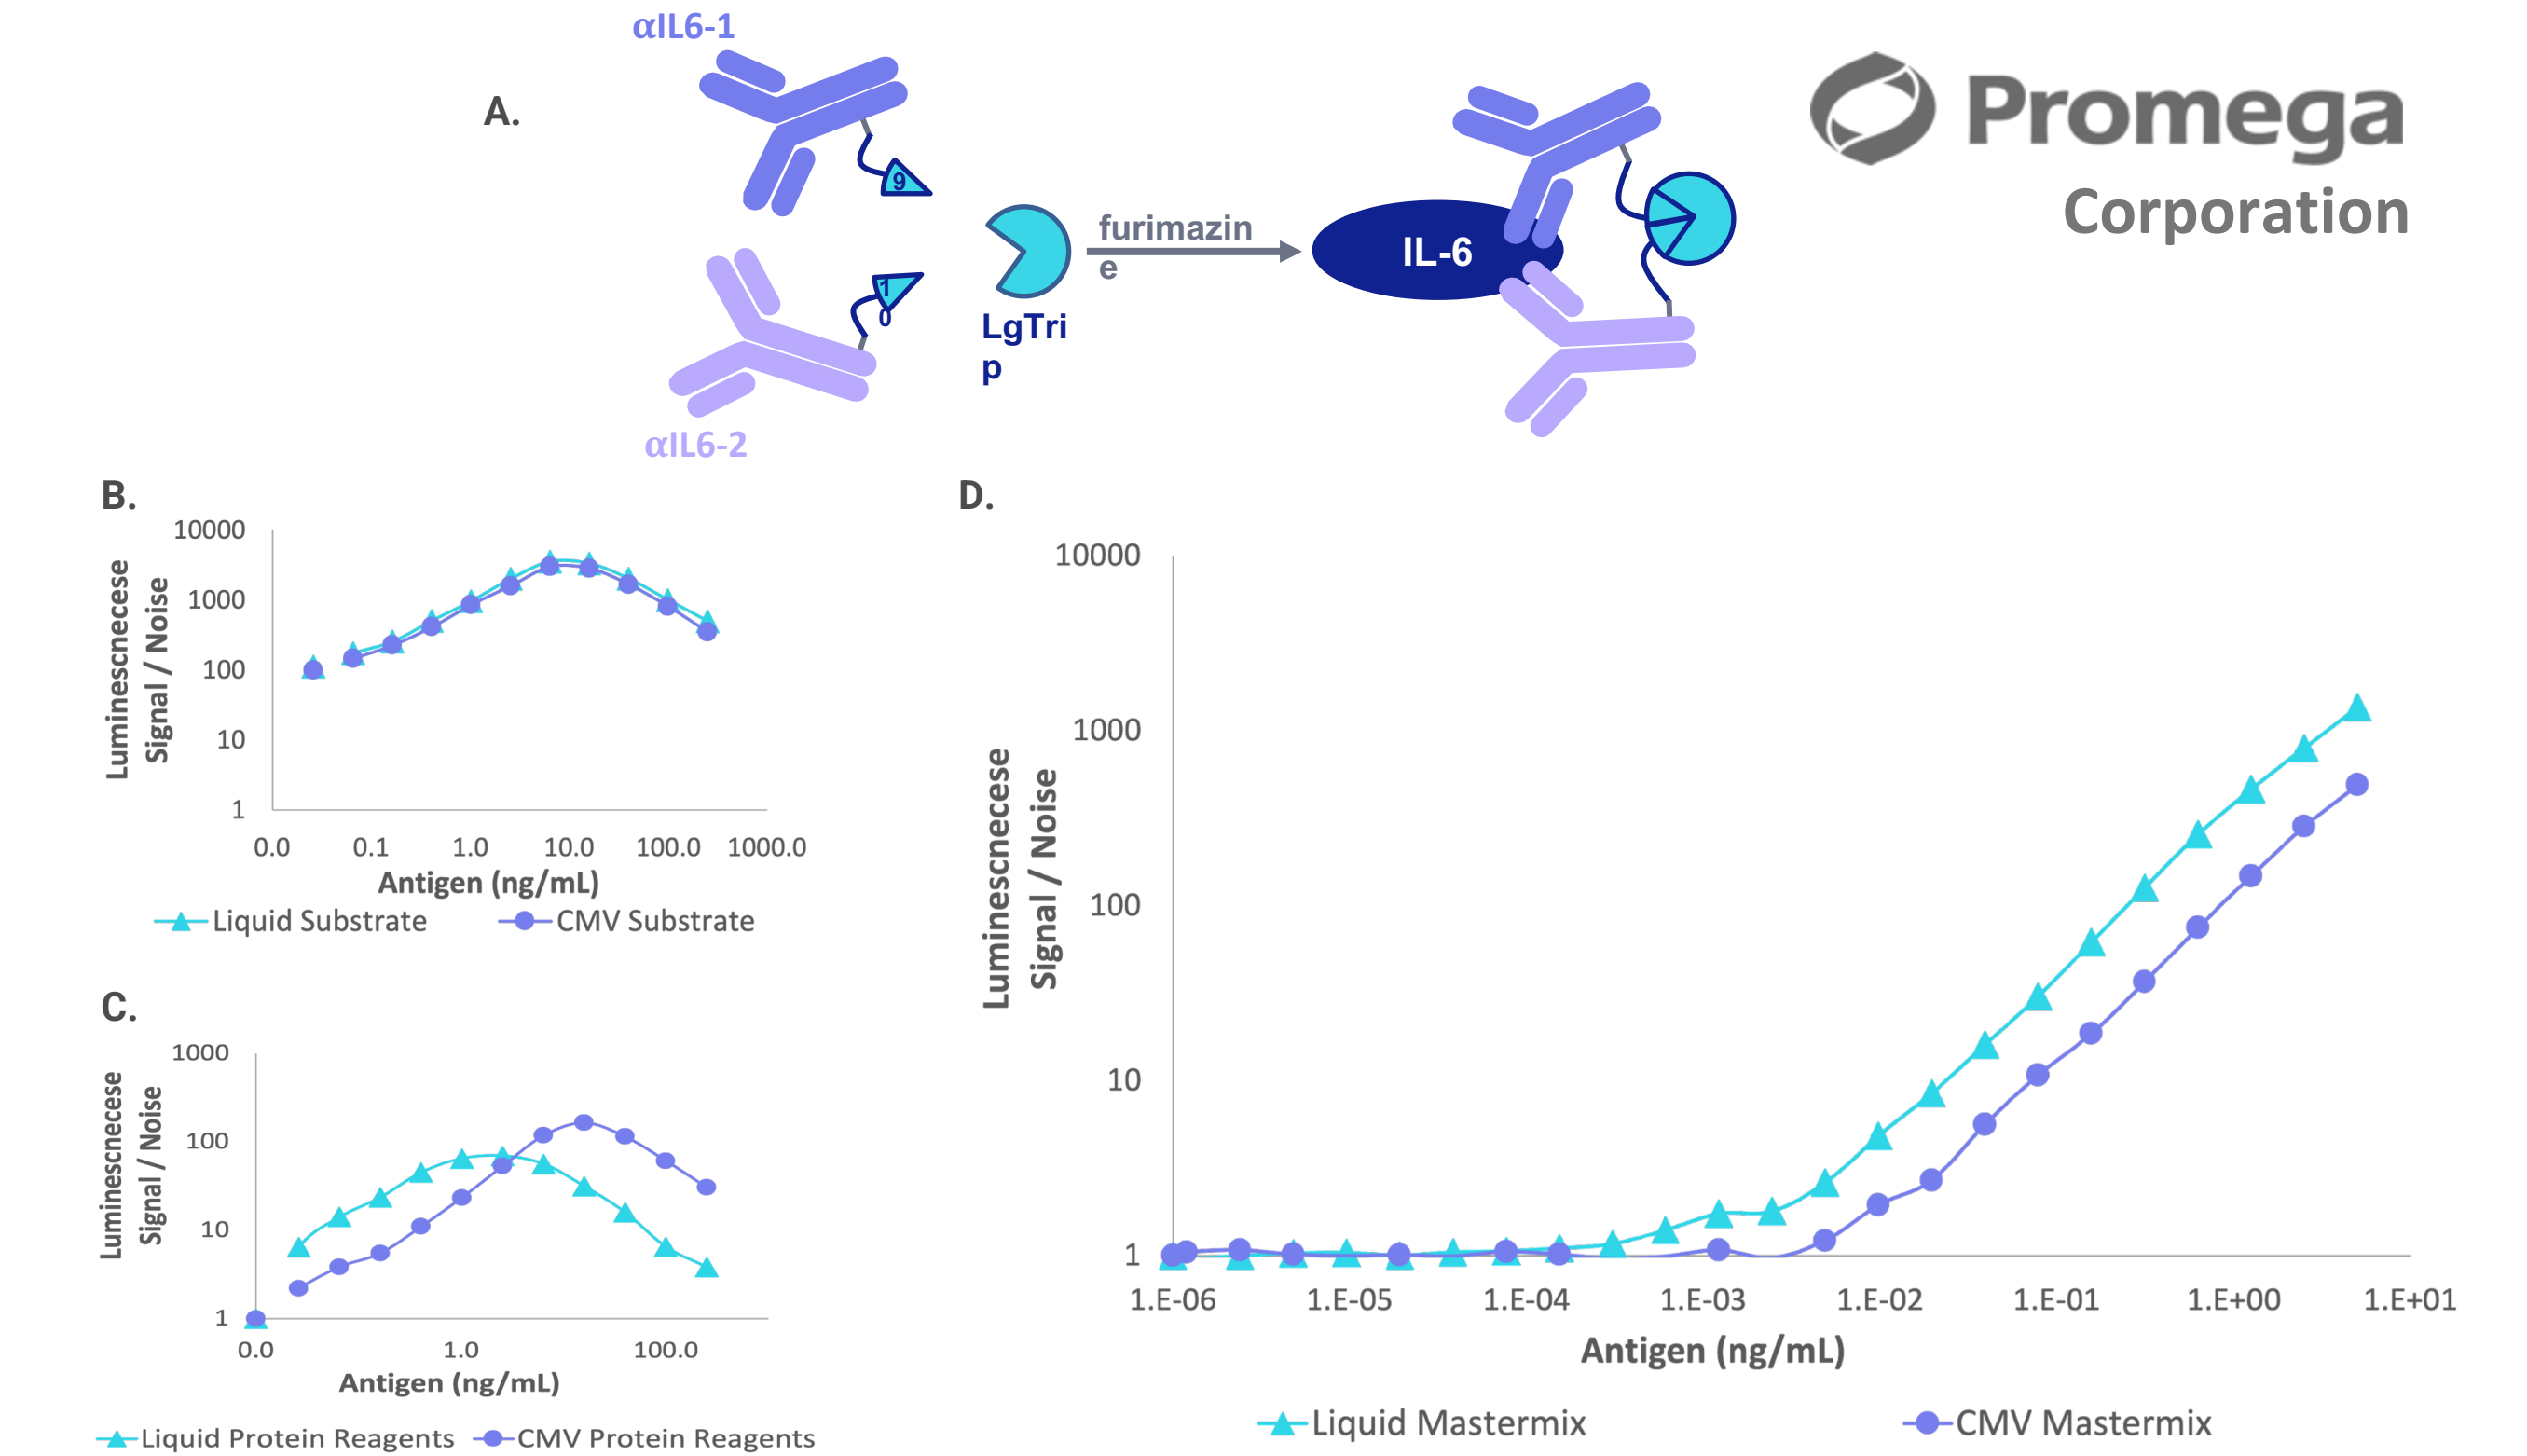 αIL6-1
A.
9
1
0
αIL6-2
LgTri
p
furimazin
e
IL-6
Promega
Corporation
B.
Luminescnecese
Signal / Noise
10000
1000
100
10
1
0.0 0.1 1.0 10.0 100.0 1000.0
Antigen (ng/mL)
Liquid Substrate CMV Substrate
C.
Luminescnecese
Signal / Noise
1000
100
10
1
0.0 1.0 100.0
Antigen (ng/mL)
Liquid Protein Reagents CMV Protein Reagents
D.
Luminescnecese
Signal / Noise
10000
1000
100
10
1
1.E-06 1.E-05 1.E-04 1.E-03 1.E-02 1.E-01 1.E+00 1.E+01
Antigen (ng/mL)
Liquid Mastermix CMV Mastermix